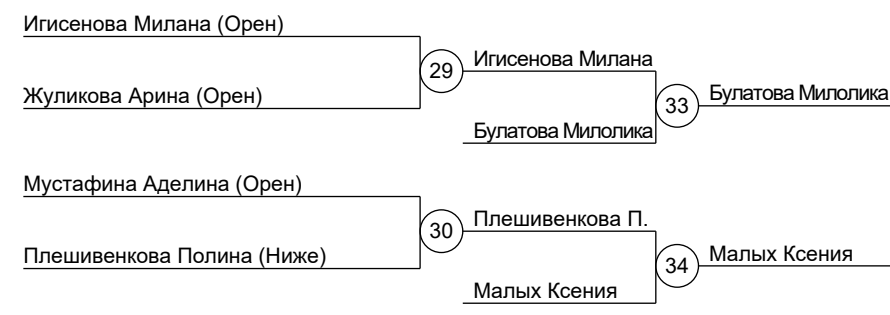 Игисенова Милана (Орен)
29
Игисенова Милана
Жуликова Арина (Орен)
33
Булатова Милолика
Булатова Милолика
Мустафина Аделина (Орен)
30
Плешивенкова П.
Плешивенкова Полина (Ниже)
34
Малых Ксения
Малых Ксения